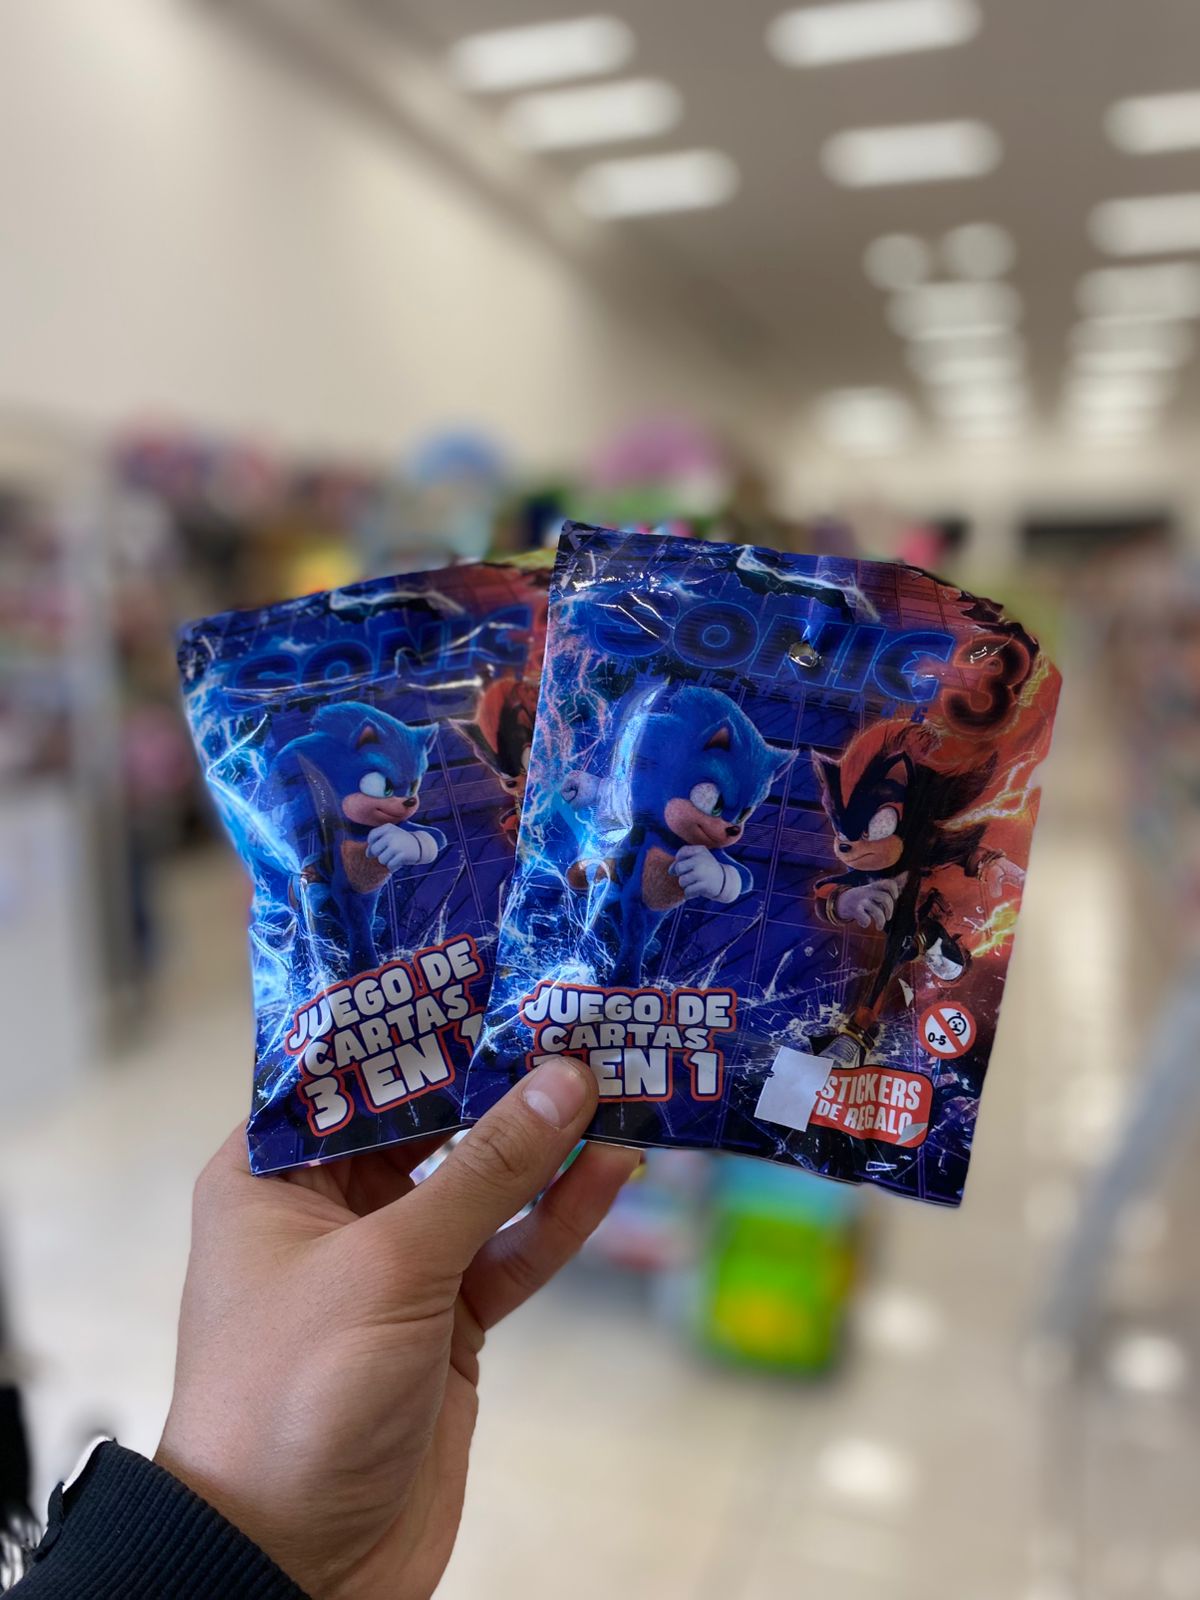 SONIC
JUEGO DE
CARTAS
3 EN 1
SONIC 3
JUEGO DE
CARTAS
EN 1
0-5
STICKERS
DE REGALO